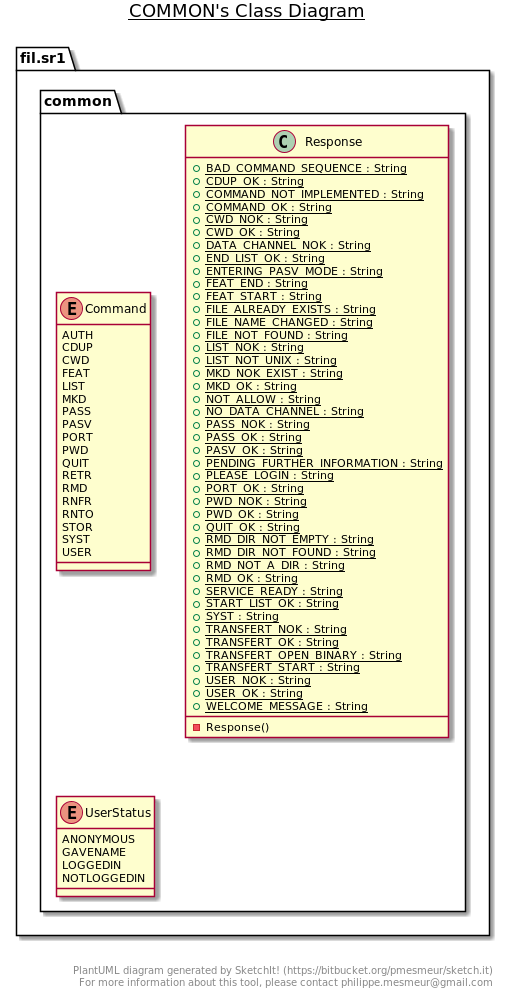 COMMON's Class Diagram
fil.sr1
common
C Response
BAD_COMMAND_SEQUENCE : String
CDUP_OK : String
COMMAND_NOT_IMPLEMENTED : String
COMMAND_OK : String
CWD_NOK : String
CWD_OK : String
DATA_CHANNEL_NOK : String
END_LIST_OK : String
ENTERING_PASV_MODE : String
FEAT_END : String
FEAT_START : String
FILE_ALREADY_EXISTS : String
FILE_NAME_CHANGED : String
FILE_NOT_FOUND : String
LIST_NOK : String
LIST_NOT_UNIX : String
MKD_NOK_EXIST : String
MKD_OK : String
NOT_ALLOW : String
NO_DATA_CHANNEL : String
PASS_NOK : String
PASS_OK : String
PASV_OK : String
PENDING_FURTHER_INFORMATION : String
PLEASE_LOGIN : String
PORT_OK : String
PWD_NOK : String
PWD_OK : String
QUIT_OK : String
RMD_DIR_NOT_EMPTY : String
RMD_DIR_NOT_FOUND : String
RMD_NOT_A_DIR : String
RMD_OK : String
SERVICE_READY : String
START_LIST_OK : String
SYST : String
TRANSFERT_NOK : String
TRANSFERT_OK : String
TRANSFERT_OPEN_BINARY : String
TRANSFERT_START : String
USER_NOK : String
USER_OK : String
WELCOME_MESSAGE : String
Response()
E Command
AUTH
CDUP
CWD
FEAT
LIST
MKD
PASS
PASV
PORT
PWD
QUIT
RETR
RMD
RNFR
RNTO
STOR
SYST
USER
E UserStatus
ANONYMOUS
GAVENAME
LOGGEDIN
NOTLOGGEDIN
PlantUML diagram generated by SketchIt! (https://bitbucket.org/pmesmeur/sketch.it)
For more information about this tool, please contact philippe.mesmeur@gmail.com